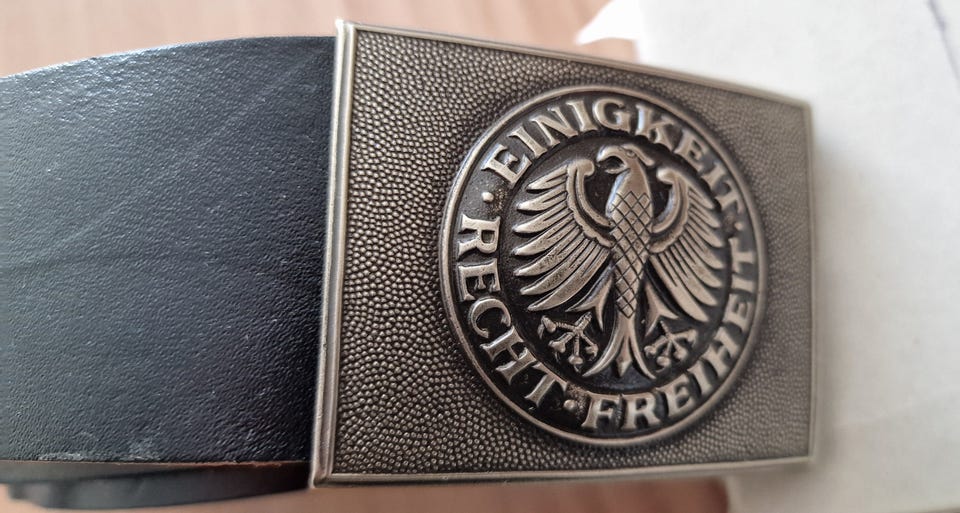 EINIGKEIT · RECHT · FREIHEIT